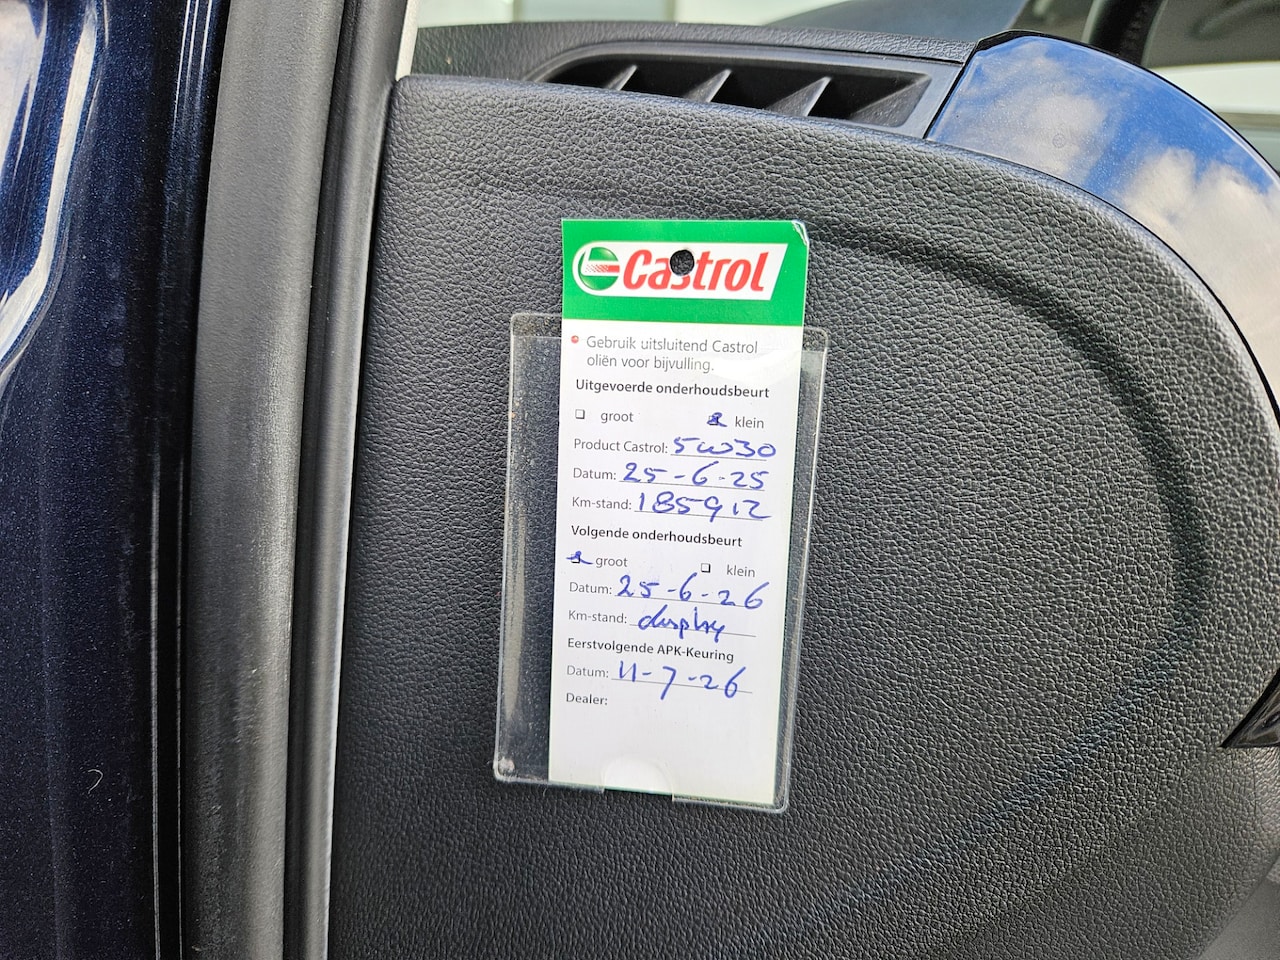 Castrol
Gebruik uitsluitend Castrol
oliën voor bijvulling.
Uitgevoerde onderhoudsbeurt
groot klein
Product Castrol: 5w30
Datum: 25-6-25
Km-stand: 185912
Volgende onderhoudsbeurt
groot klein
Datum: 25-6-26
Km-stand: display
Eerstvolgende APK-Keuring
Datum: 11-7-26
Dealer: